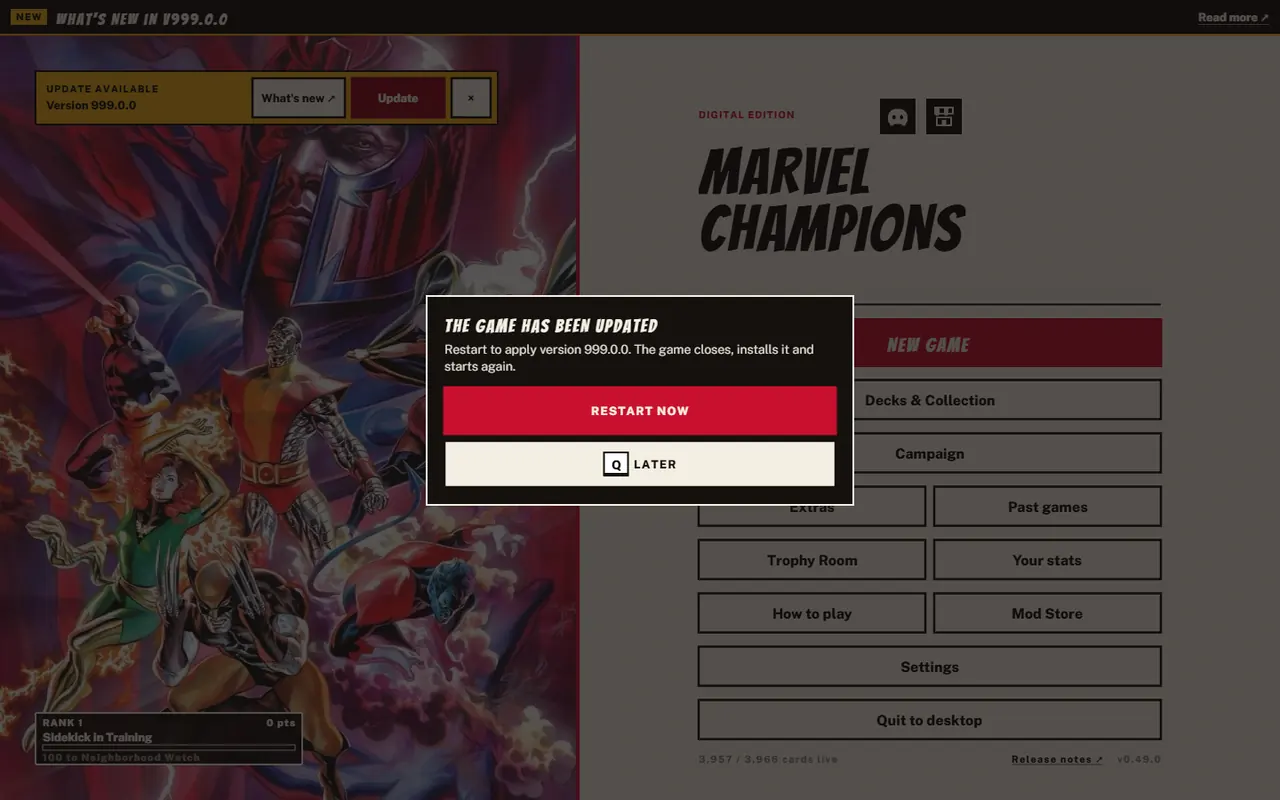 NEW WHAT'S NEW IN V999.0.0
Read more ↗
UPDATE AVAILABLE
Version 999.0.0
What's new ↗
Update
×
DIGITAL EDITION
MARVEL
CHAMPIONS
THE GAME HAS BEEN UPDATED
Restart to apply version 999.0.0. The game closes, installs it and
starts again.
RESTART NOW
Q LATER
NEW GAME
Decks & Collection
Campaign
Extras
Past games
Trophy Room
Your stats
How to play
Mod Store
Settings
Quit to desktop
RANK 1
0 pts
Sidekick in Training
100 to Neighborhood Watch
3,957 / 3,966 cards live
Release notes ↗
v0.49.0